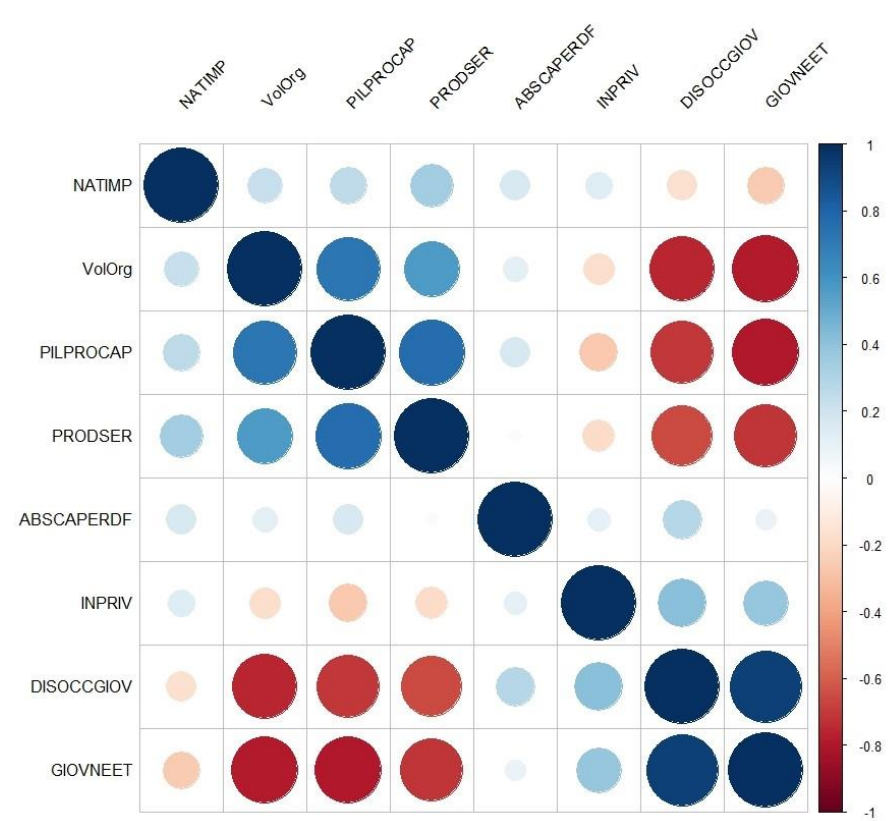 NATIMP
VolOrg
PILPROCAP
PRODSER
ABSCAPERDF
INPRIV
DISOCCGIOV
GIOVNEET
NATIMP
VolOrg
PILPROCAP
PRODSER
ABSCAPERDF
INPRIV
DISOCCGIOV
GIOVNEET
1
0.8
0.6
0.4
0.2
0
-0.2
-0.4
-0.6
-0.8
-1